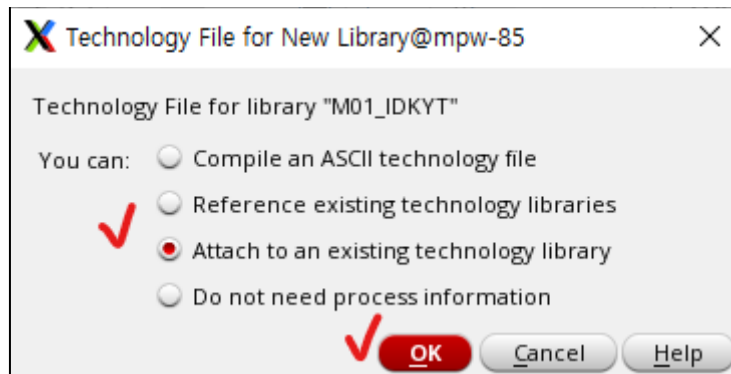 Technology File for New Library@mpw-85
Technology File for library "M01_IDKYT"
You can:
Compile an ASCII technology file
Reference existing technology libraries
Attach to an existing technology library
Do not need process information
OK
Cancel
Help